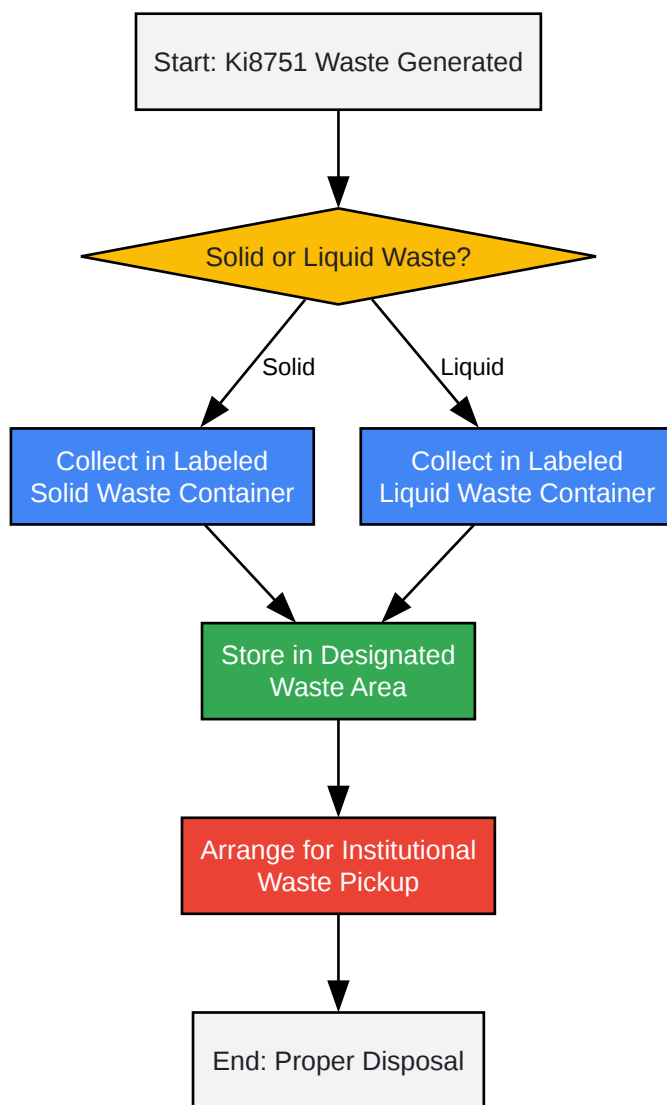 Start: Ki8751 Waste Generated
Solid or Liquid Waste?
Solid
Liquid
Collect in Labeled
Solid Waste Container
Collect in Labeled
Liquid Waste Container
Store in Designated
Waste Area
Arrange for Institutional
Waste Pickup
End: Proper Disposal